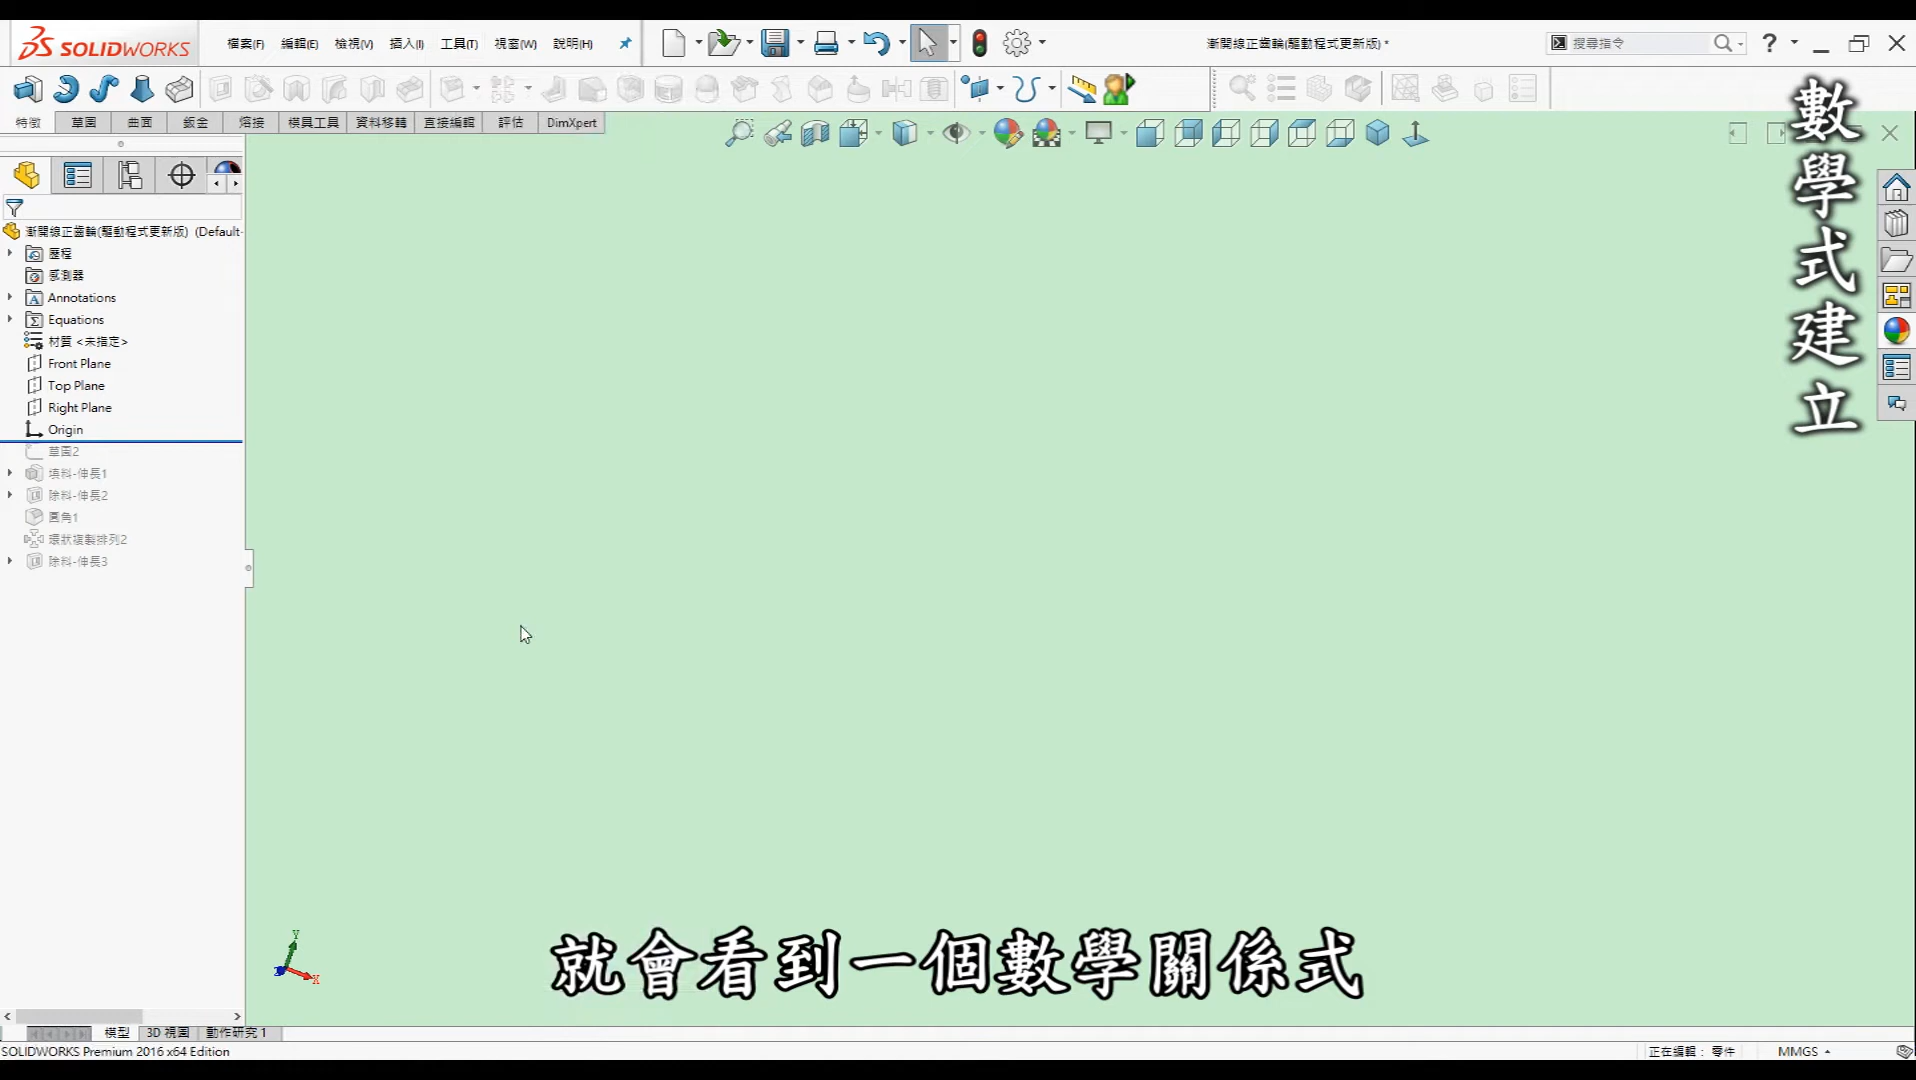 SOLIDWORKS
檔案(F) 編輯(E) 檢視(V) 插入(I) 工具(T) 視窗(W) 說明(H)
漸開線正齒輪(驅動程式更新版) *
搜尋指令
特徵 草圖 曲面 鈑金 熔接 模具工具 資料移轉 直接編輯 評估 DimXpert
漸開線正齒輪(驅動程式更新版) (Default-
歷程
感測器
Annotations
Equations
材質 <未指定>
Front Plane
Top Plane
Right Plane
Origin
草圖2
填料-伸長1
除料-伸長2
圓角1
環狀複製排列2
除料-伸長3
數學式建立
Y
X
就會看到一個數學關係式
模型 3D 視圖 動作研究 1
SOLIDWORKS Premium 2016 x64 Edition
正在編輯： 零件
MMGS